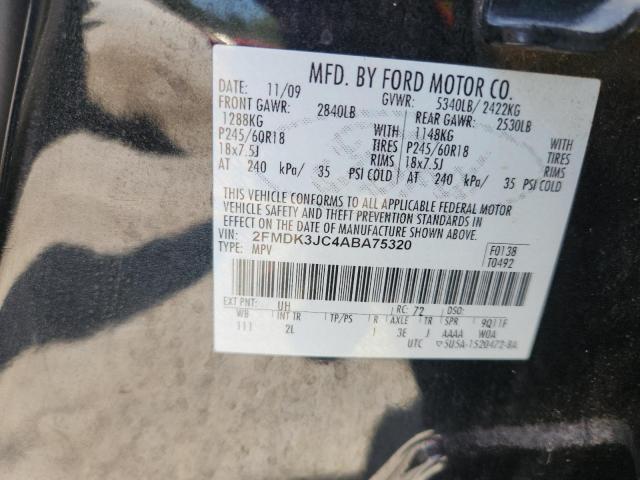 MFD. BY FORD MOTOR CO.
DATE: 11/09 GVWR: 5340LB/ 2422KG
FRONT GAWR: 2840LB REAR GAWR: 2530LB
1288KG WITH 1148KG WITH
P245/60R18 TIRES P245/60R18 TIRES
18x7.5J RIMS 18x7.5J RIMS
AT 240 kPa/ 35 PSI COLD AT 240 kPa/ 35 PSI COLD
THIS VEHICLE CONFORMS TO ALL APPLICABLE FEDERAL MOTOR
VEHICLE SAFETY AND THEFT PREVENTION STANDARDS IN
EFFECT ON THE DATE OF MANUFACTURE SHOWN ABOVE.
VIN: 2FMDK3JC4ABA75320
TYPE: MPV
F0138
T0492
EXT PNT: UH RC: 72 DSO:
WB INT TR TP/PS R AXLE TR SPR 9Q11F
111 2L J 3E J AAAA W0A
UTC ▽5U5A-1520472-BA